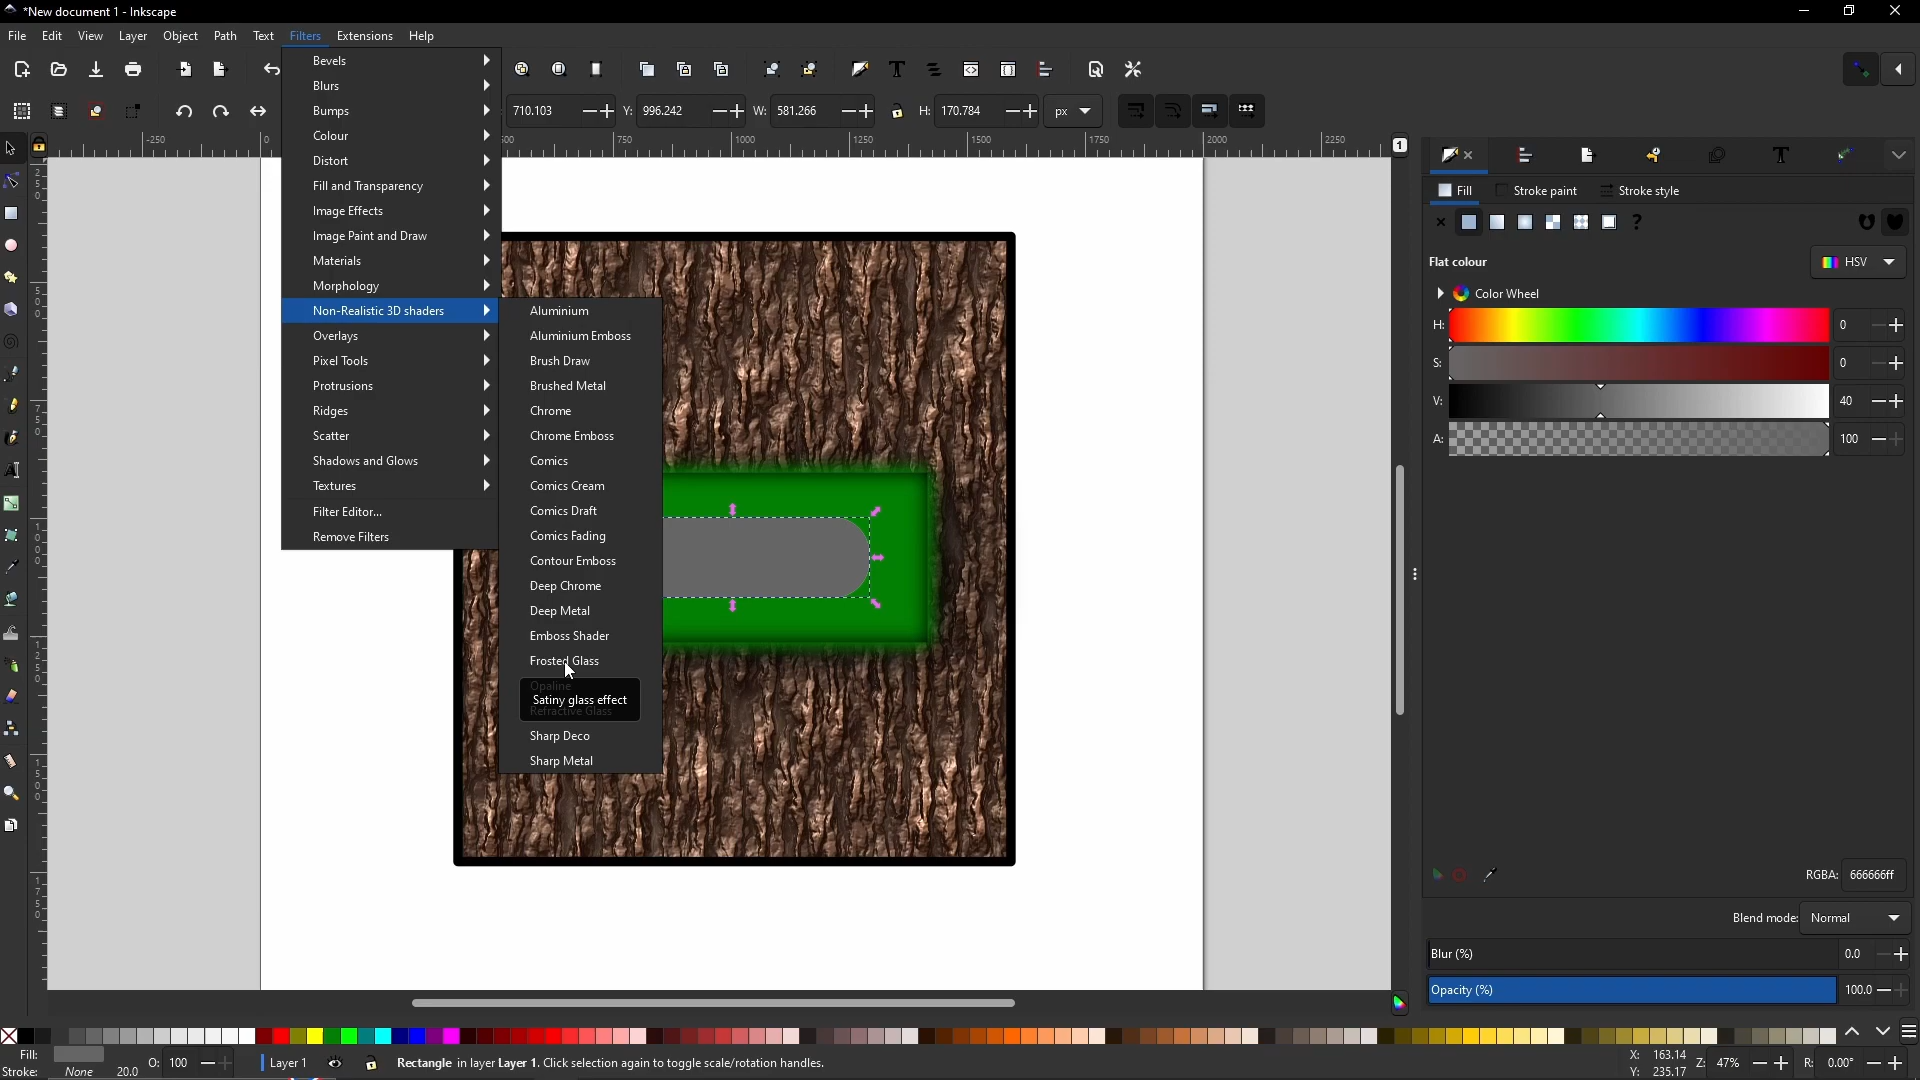 *New document 1 - Inkscape
File Edit View Layer Object Path Text Filters Extensions Help
710.103 Y: 996.242 W: 581.266 H: 170.784 px
-250 0 750 1000 1250 1500 1750 2000 2250
1
Bevels
Blurs
Bumps
Colour
Distort
Fill and Transparency
Image Effects
Image Paint and Draw
Materials
Morphology
Non-Realistic 3D shaders
Overlays
Pixel Tools
Protrusions
Ridges
Scatter
Shadows and Glows
Textures
Filter Editor...
Remove Filters
Aluminium
Aluminium Emboss
Brush Draw
Brushed Metal
Chrome
Chrome Emboss
Comics
Comics Cream
Comics Draft
Comics Fading
Contour Emboss
Deep Chrome
Deep Metal
Emboss Shader
Frosted Glass
Opaline
Satiny glass effect
Refractive Glass
Sharp Deco
Sharp Metal
Fill Stroke paint Stroke style
?
Flat colour HSV
Color Wheel
H: 0
S: 0
V: 40
A: 100
RGBA: 666666ff
Blend mode: Normal
Blur (%) 0.0
Opacity (%) 100.0
Fill:
Stroke: None 20.0
O: 100
Layer 1
Rectangle in layer Layer 1. Click selection again to toggle scale/rotation handles.
X: 163.14
Y: 235.17
Z: 47%
R: 0.00°